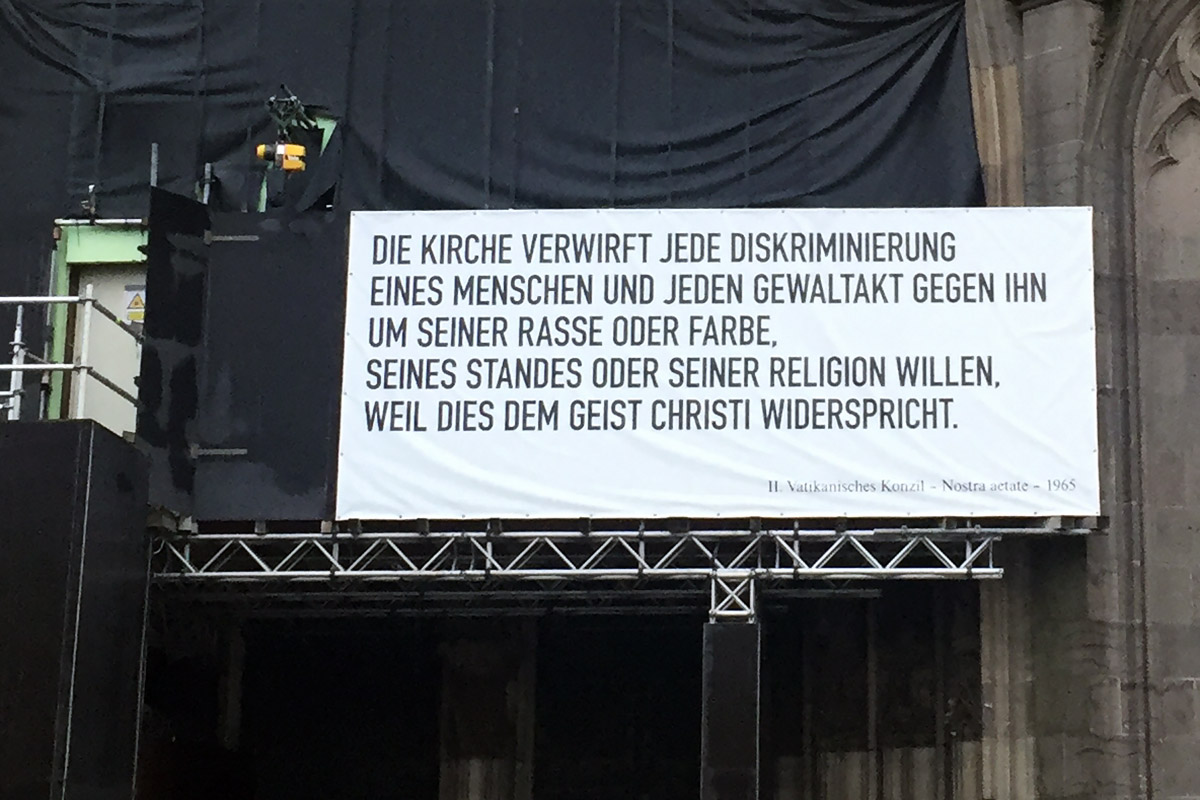 DIE KIRCHE VERWIRFT JEDE DISKRIMINIERUNG
EINES MENSCHEN UND JEDEN GEWALTAKT GEGEN IHN
UM SEINER RASSE ODER FARBE,
SEINES STANDES ODER SEINER RELIGION WILLEN,
WEIL DIES DEM GEIST CHRISTI WIDERSPRICHT.
II. Vatikanisches Konzil – Nostra aetate – 1965